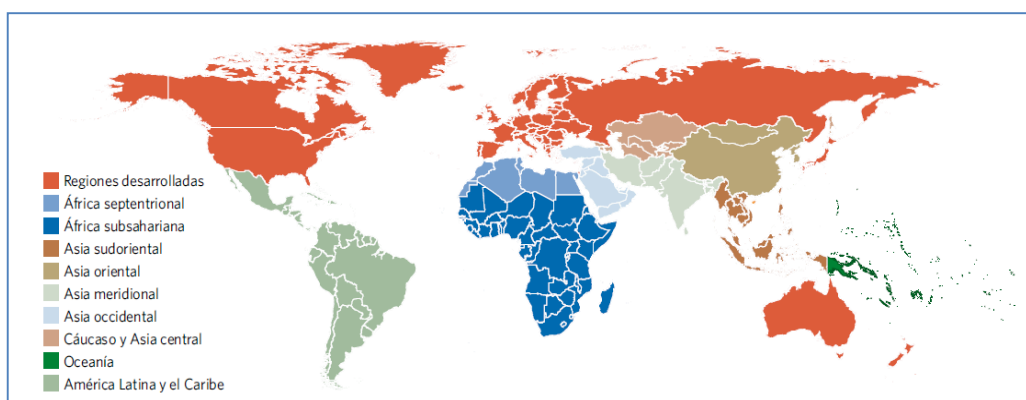 Regiones desarrolladas
África septentrional
África subsahariana
Asia sudoriental
Asia oriental
Asia meridional
Asia occidental
Cáucaso y Asia central
Oceanía
América Latina y el Caribe